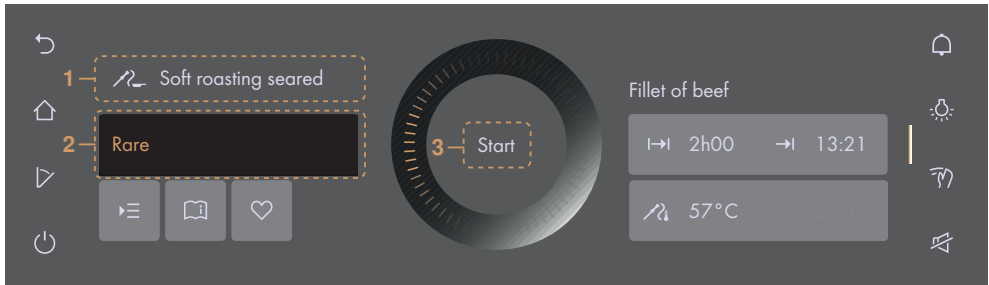 1 Soft roasting seared
2 Rare
3 Start
Fillet of beef
2h00 13:21
57°C